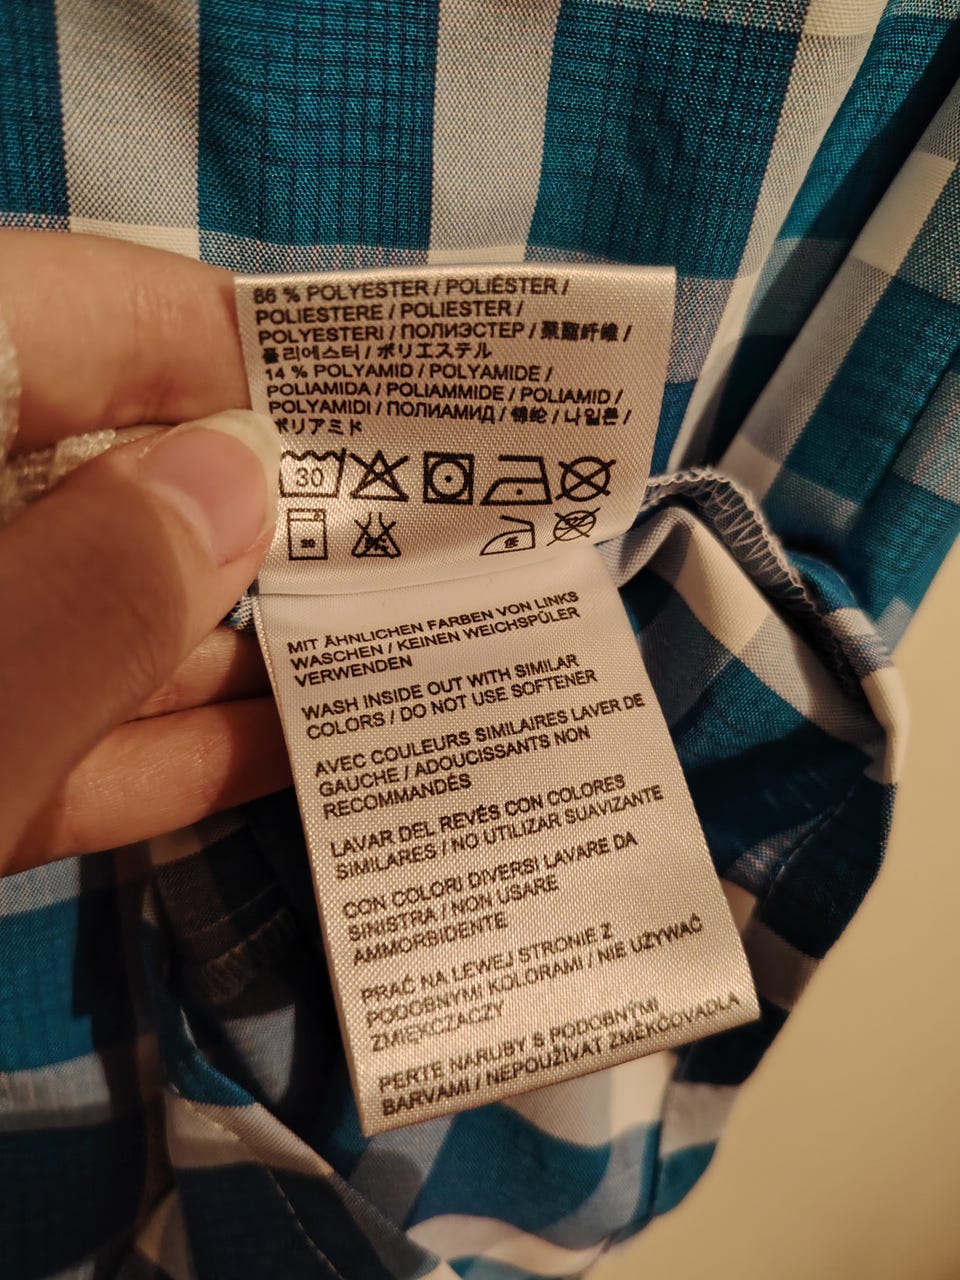 86 % POLYESTER / POLIÉSTER /
POLIESTERE / POLIESTER /
POLYESTERI / ПОЛИЭСТЕР / 聚酯纤维 /
폴리에스터 / ポリエステル
14 % POLYAMID / POLYAMIDE /
POLIAMIDA / POLIAMMIDE / POLIAMID /
POLYAMIDI / ПОЛИАМИД / 锦纶 / 나일론 /
ポリアミド
30
30
MIT ÄHNLICHEN FARBEN VON LINKS
WASCHEN / KEINEN WEICHSPÜLER
VERWENDEN
WASH INSIDE OUT WITH SIMILAR
COLORS / DO NOT USE SOFTENER
AVEC COULEURS SIMILAIRES LAVER DE
GAUCHE / ADOUCISSANTS NON
RECOMMANDÉS
LAVAR DEL REVÉS CON COLORES
SIMILARES / NO UTILIZAR SUAVIZANTE
CON COLORI DIVERSI LAVARE DA
SINISTRA / NON USARE
AMMORBIDENTE
PRAĆ NA LEWEJ STRONIE Z
PODOBNYMI KOLORAMI / NIE UŻYWAĆ
ZMIĘKCZACZY
PERTE NARUBY S PODOBNÝMI
BARVAMI / NEPOUŽÍVAT ZMĚKČOVADLA